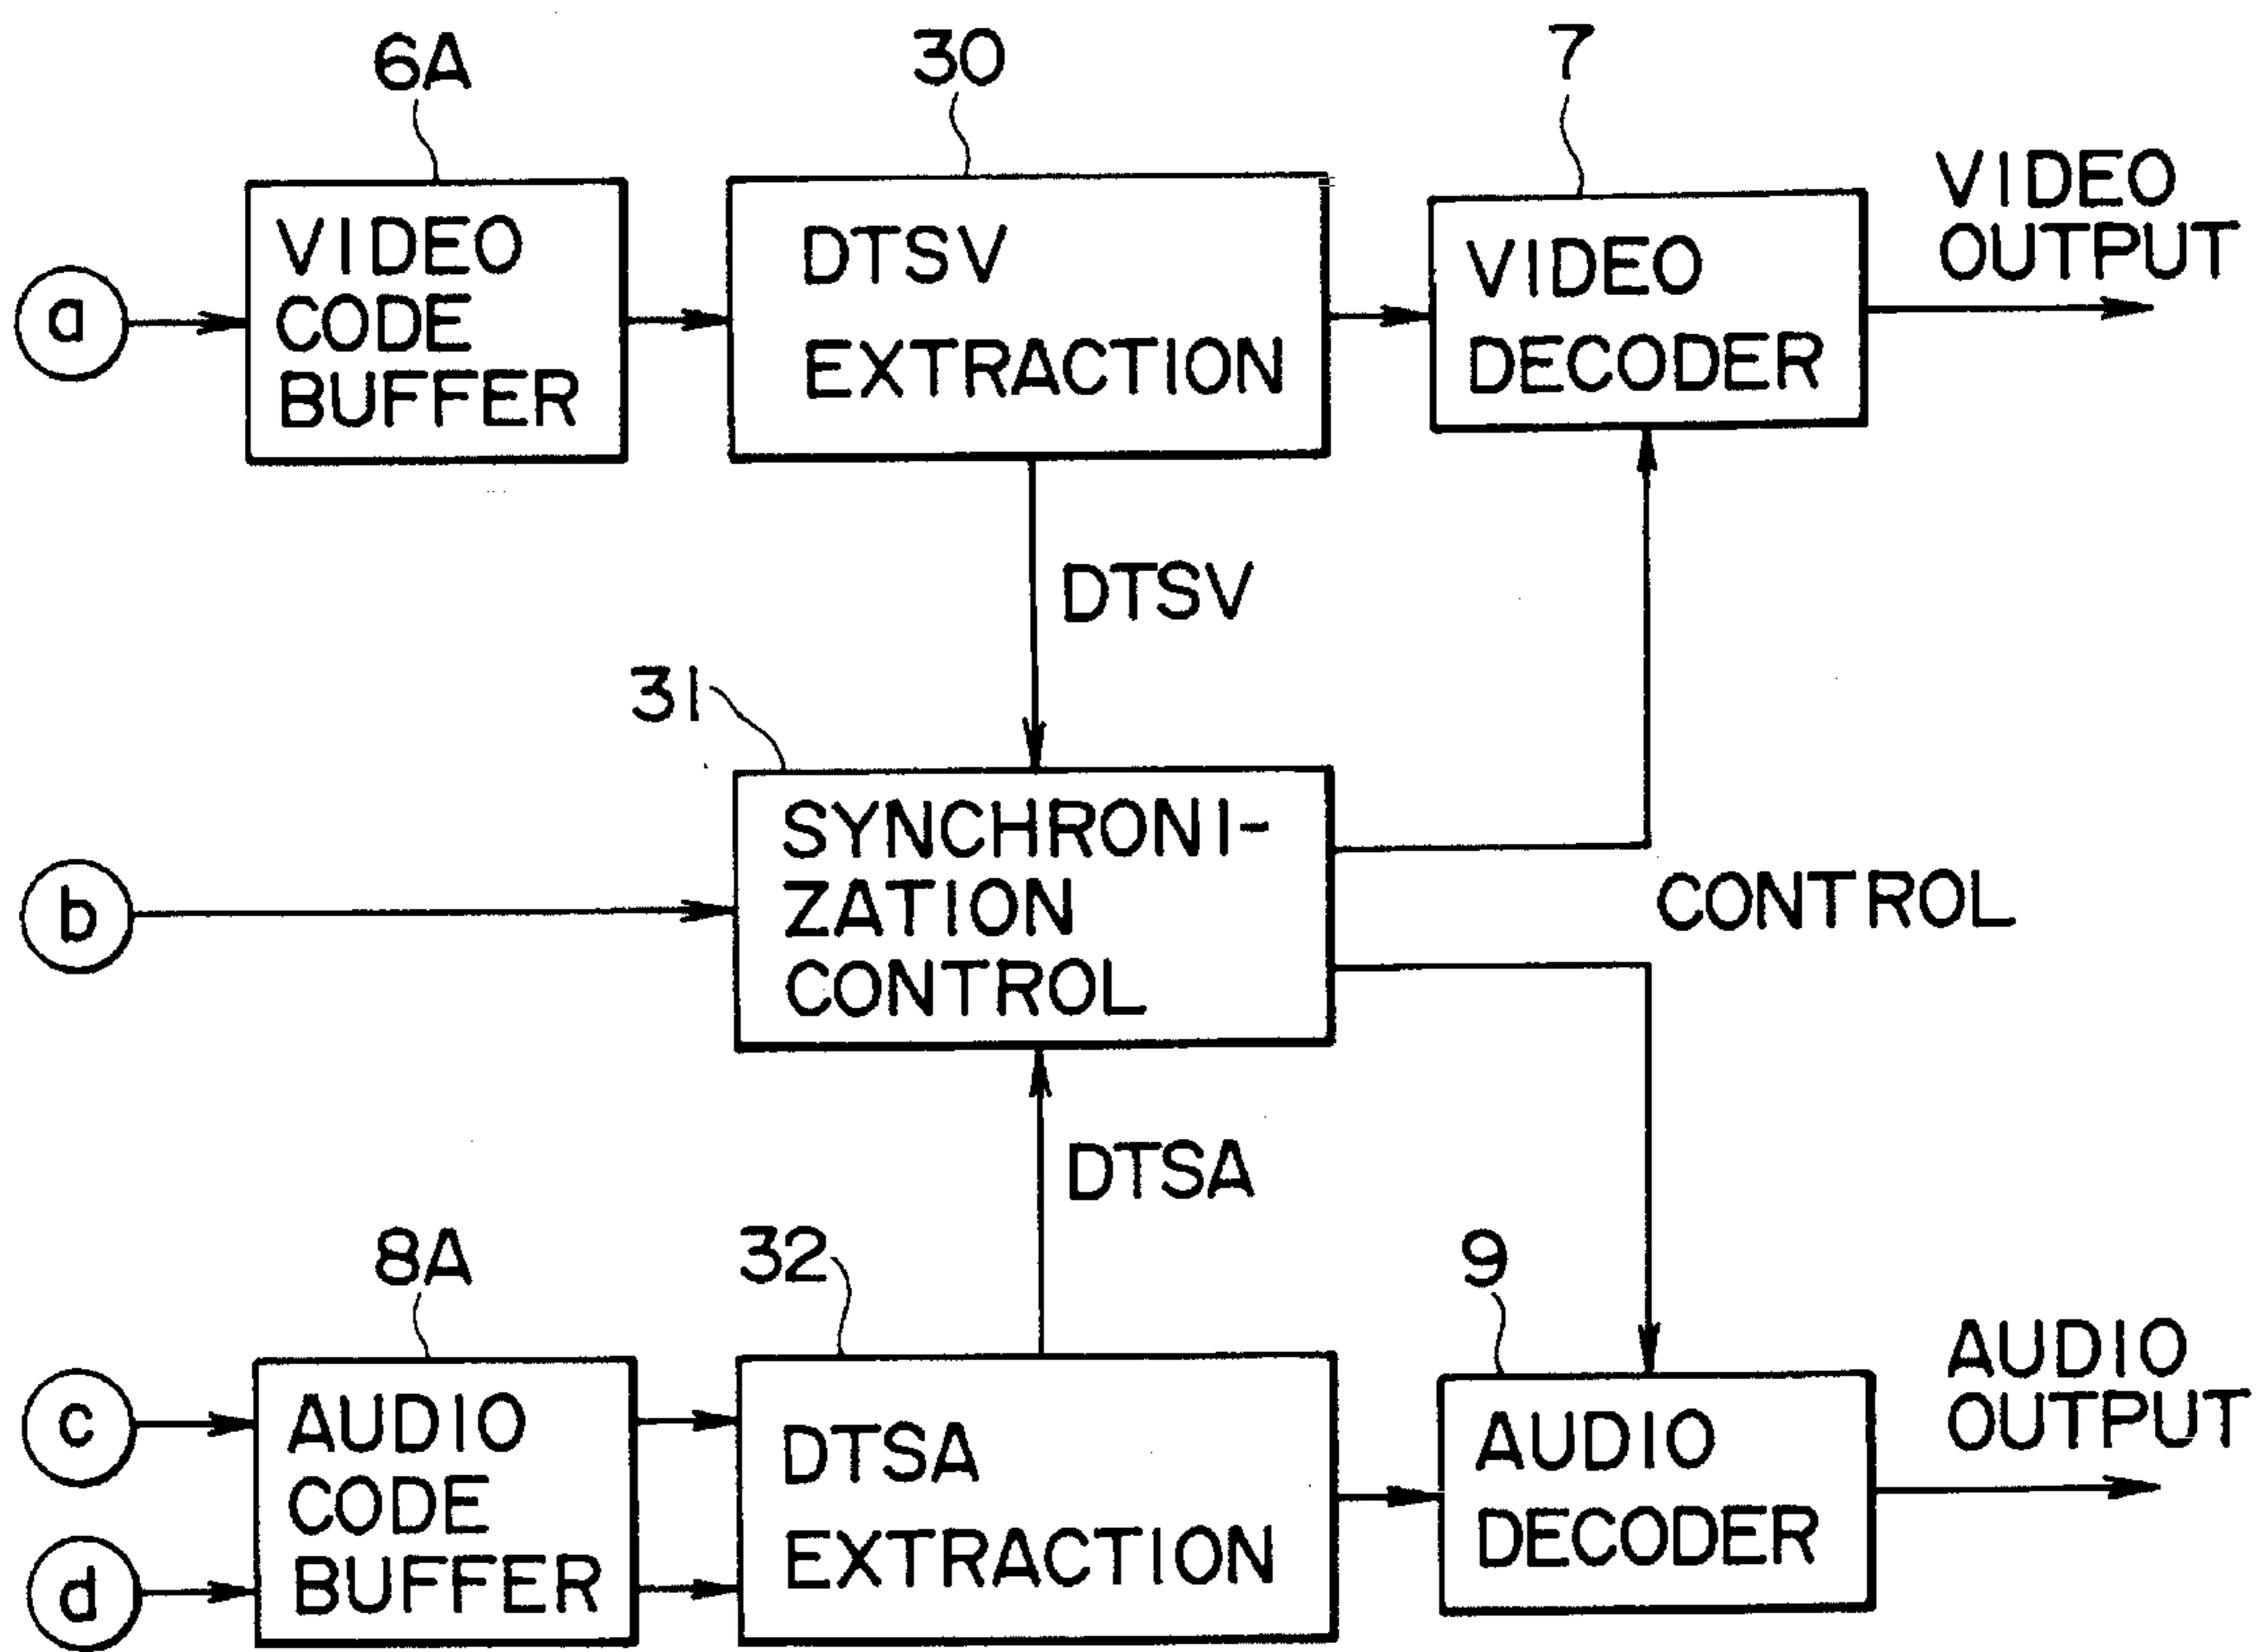 6A
30
7
VIDEO
OUTPUT
a
VIDEO
CODE
BUFFER
DTSV
EXTRACTION
VIDEO
DECODER
DTSV
31
b
SYNCHRONI-
ZATION
CONTROL
CONTROL
DTSA
8A
32
9
AUDIO
OUTPUT
c
d
AUDIO
CODE
BUFFER
DTSA
EXTRACTION
AUDIO
DECODER